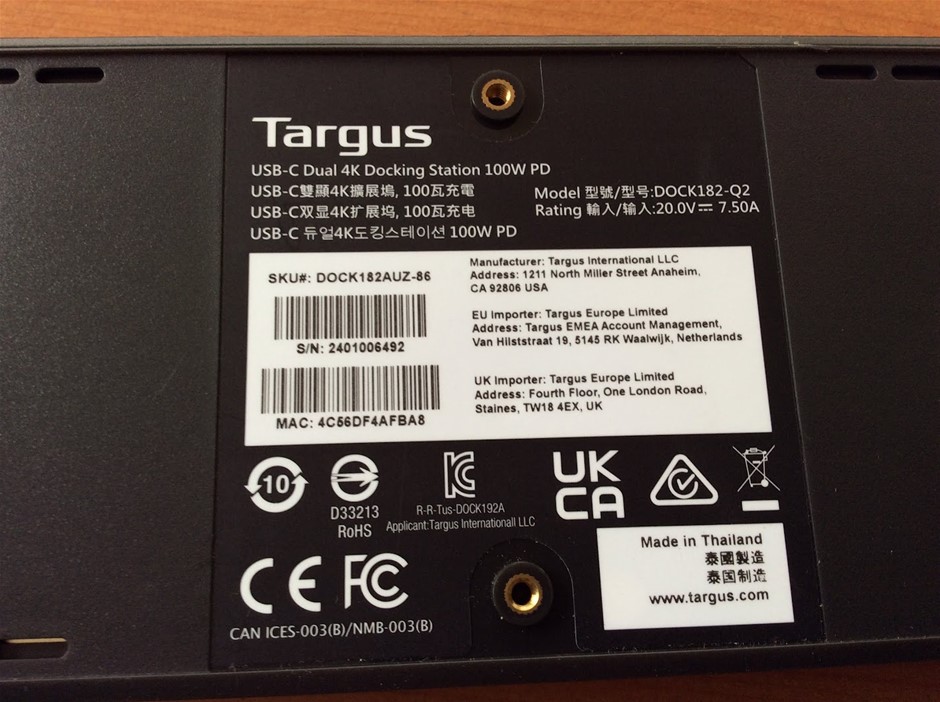 Targus
USB-C Dual 4K Docking Station 100W PD
USB-C雙顯4K擴展塢, 100瓦充電
USB-C双显4K扩展坞, 100瓦充电
USB-C 듀얼4K도킹스테이션 100W PD
Model 型號/型号:DOCK182-Q2
Rating 輸入/输入:20.0V⎓ 7.50A
SKU#: DOCK182AUZ-86
S/N: 2401006492
MAC: 4C56DF4AFBA8
Manufacturer: Targus International LLC
Address: 1211 North Miller Street Anaheim,
CA 92806 USA
EU Importer: Targus Europe Limited
Address: Targus EMEA Account Management,
Van Hilststraat 19, 5145 RK Waalwijk, Netherlands
UK Importer: Targus Europe Limited
Address: Fourth Floor, One London Road,
Staines, TW18 4EX, UK
10
D33213
RoHS
R-R-Tus-DOCK192A
Applicant:Targus Internationall LLC
UK
CA
CE FC
CAN ICES-003(B)/NMB-003(B)
Made in Thailand
泰國製造
泰国制造
www.targus.com